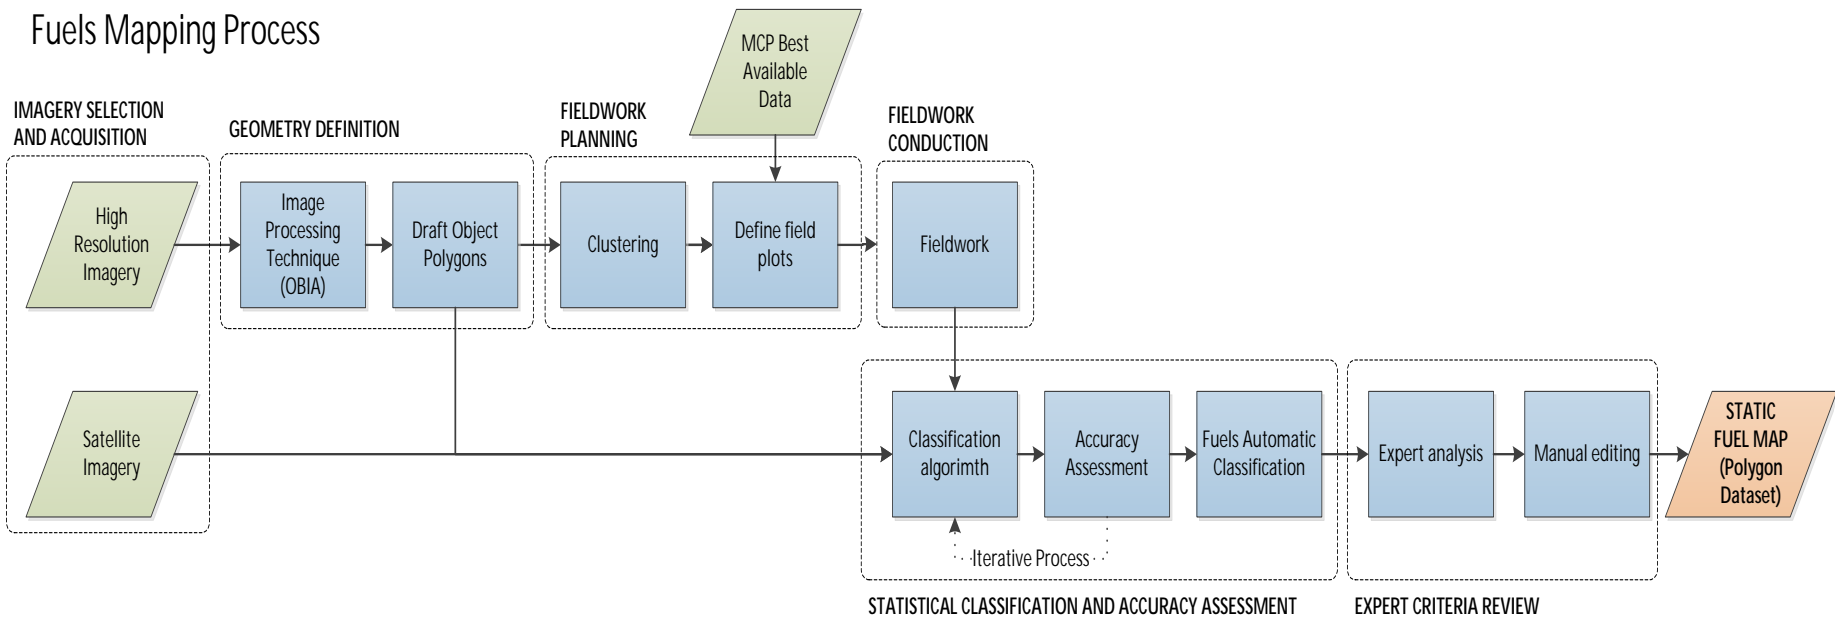 Fuels Mapping Process
MCP Best
Available
Data
IMAGERY SELECTION
AND ACQUISITION
GEOMETRY DEFINITION
FIELDWORK
PLANNING
FIELDWORK
CONDUCTION
High
Resolution
Imagery
Image
Processing
Technique
(OBIA)
Draft Object
Polygons
Clustering
Define field
plots
Fieldwork
Satellite
Imagery
Classification
algorimth
Accuracy
Assessment
Fuels Automatic
Classification
Expert analysis
Manual editing
STATIC
FUEL MAP
(Polygon
Dataset)
Iterative Process
STATISTICAL CLASSIFICATION AND ACCURACY ASSESSMENT
EXPERT CRITERIA REVIEW